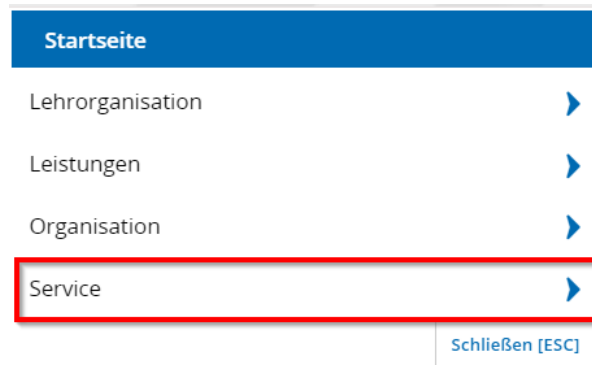 Startseite
Lehrorganisation
Leistungen
Organisation
Service
Schließen [ESC]